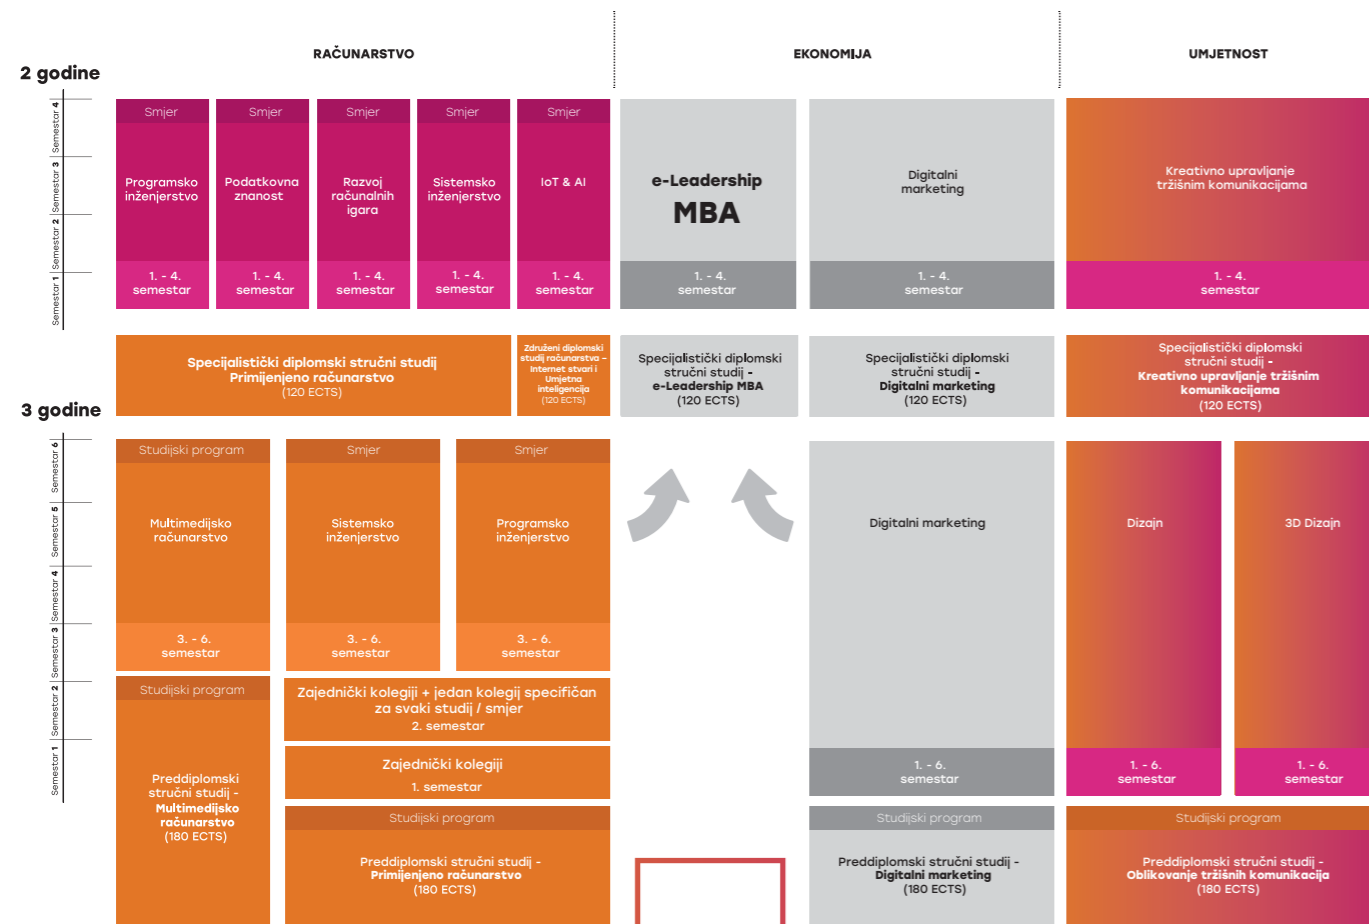 RAČUNARSTVO
EKONOMIJA
UMJETNOST
2 godine
Semestar 4
Semestar 3
Semestar 2
Semestar 1
Smjer
Programsko
inženjerstvo
1. - 4.
semestar
Smjer
Podatkovna
znanost
1. - 4.
semestar
Smjer
Razvoj
računalnih
igara
1. - 4.
semestar
Smjer
Sistemsko
inženjerstvo
1. - 4.
semestar
Smjer
IoT & AI
1. - 4.
semestar
e-Leadership
MBA
1. - 4.
semestar
Digitalni
marketing
1. - 4.
semestar
Kreativno upravljanje
tržišnim komunikacijama
1. - 4.
semestar
Specijalistički diplomski stručni studij
Primijenjeno računarstvo
(120 ECTS)
Združeni diplomski
studij računarstva –
Internet stvari i
Umjetna
inteligencija
(120 ECTS)
Specijalistički diplomski
stručni studij -
e-Leadership MBA
(120 ECTS)
Specijalistički diplomski
stručni studij -
Digitalni marketing
(120 ECTS)
Specijalistički diplomski
stručni studij -
Kreativno upravljanje tržišnim
komunikacijama
(120 ECTS)
3 godine
Semestar 6
Semestar 5
Semestar 4
Semestar 3
Semestar 2
Semestar 1
Studijski program
Multimedijsko
računarstvo
3. - 6.
semestar
Smjer
Sistemsko
inženjerstvo
3. - 6.
semestar
Smjer
Programsko
inženjerstvo
3. - 6.
semestar
Digitalni marketing
1. - 6.
semestar
Dizajn
1. - 6.
semestar
3D Dizajn
1. - 6.
semestar
Studijski program
Preddiplomski
stručni studij -
Multimedijsko
računarstvo
(180 ECTS)
Zajednički kolegiji + jedan kolegij specifičan
za svaki studij / smjer
2. semestar
Zajednički kolegiji
1. semestar
Studijski program
Preddiplomski stručni studij -
Primijenjeno računarstvo
(180 ECTS)
Studijski program
Preddiplomski stručni studij -
Digitalni marketing
(180 ECTS)
Studijski program
Preddiplomski stručni studij -
Oblikovanje tržišnih komunikacija
(180 ECTS)